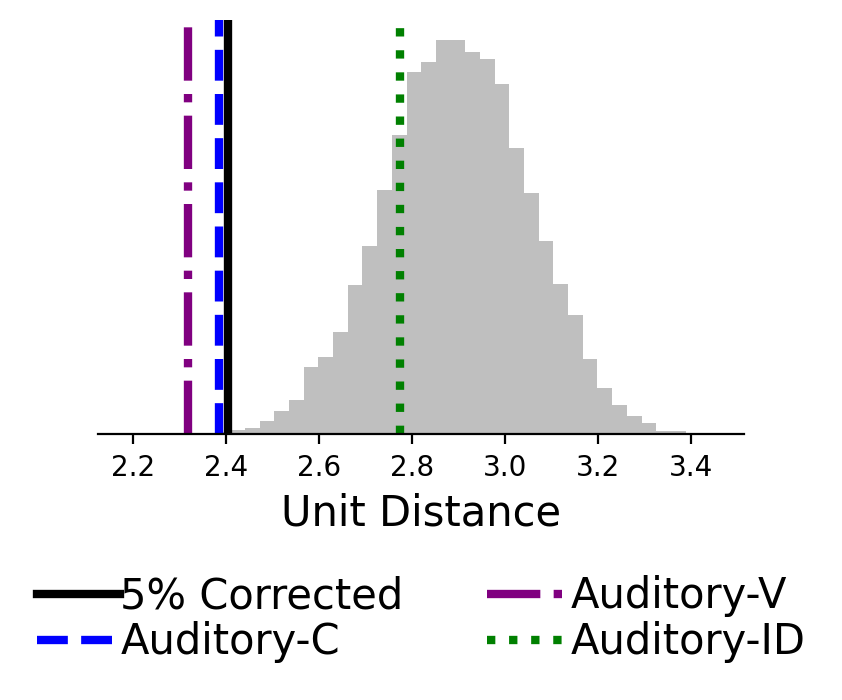 2.2 2.4 2.6 2.8 3.0 3.2 3.4
Unit Distance
5% Corrected
Auditory-C
Auditory-V
Auditory-ID